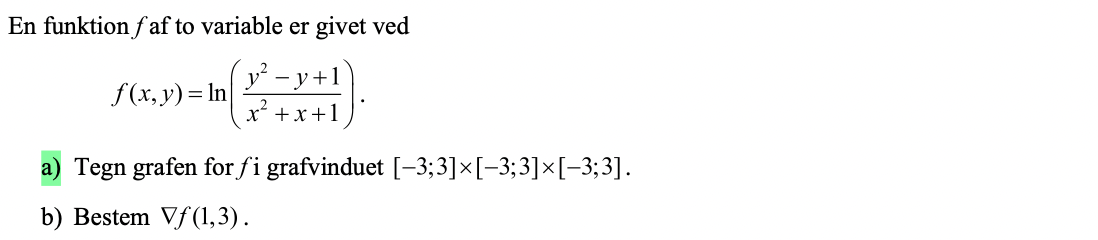 En funktion f af to variable er givet ved
f(x, y) = ln( (y² − y + 1) / (x² + x + 1) ) .
a) Tegn grafen for f i grafvinduet [−3;3]×[−3;3]×[−3;3].
b) Bestem ∇f(1,3).